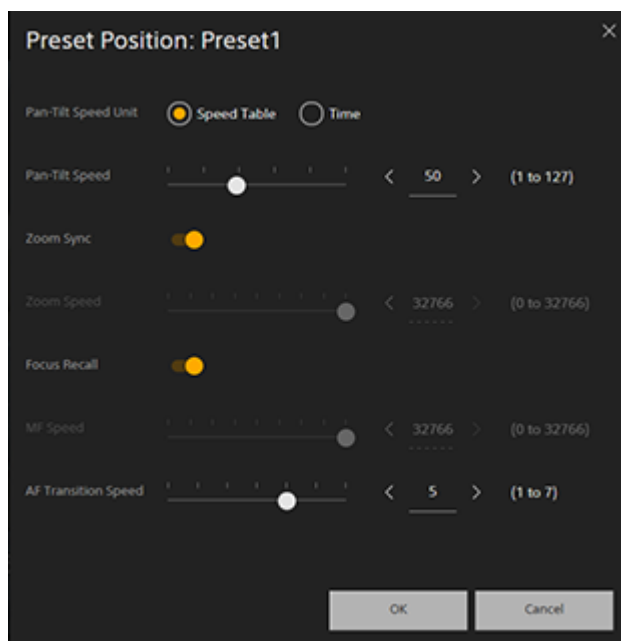 Preset Position: Preset1
Pan-Tilt Speed Unit Speed Table Time
Pan-Tilt Speed < 50 > (1 to 127)
Zoom Sync
Zoom Speed < 32766 > (0 to 32766)
Focus Recall
MF Speed < 32766 > (0 to 32766)
AF Transition Speed < 5 > (1 to 7)
OK Cancel